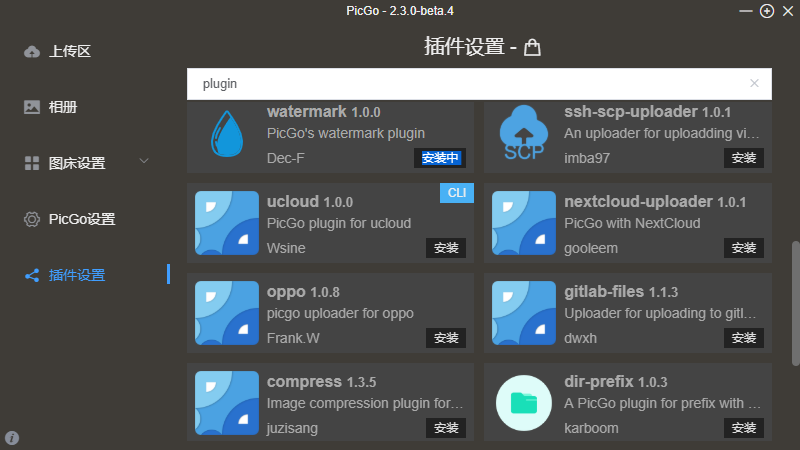 PicGo - 2.3.0-beta.4
上传区
相册
图床设置
PicGo设置
插件设置
插件设置 -
plugin
watermark 1.0.0
PicGo's watermark plugin
Dec-F
安装中
ssh-scp-uploader 1.0.1
An uploader for uploadding vi...
imba97
安装
SCP
CLI
ucloud 1.0.0
PicGo plugin for ucloud
Wsine
安装
nextcloud-uploader 1.0.1
PicGo with NextCloud
gooleem
安装
oppo 1.0.8
picgo uploader for oppo
Frank.W
安装
gitlab-files 1.1.3
Uploader for uploading to gitl...
dwxh
安装
compress 1.3.5
Image compression plugin for...
juzisang
安装
dir-prefix 1.0.3
A PicGo plugin for prefix with ...
karboom
安装